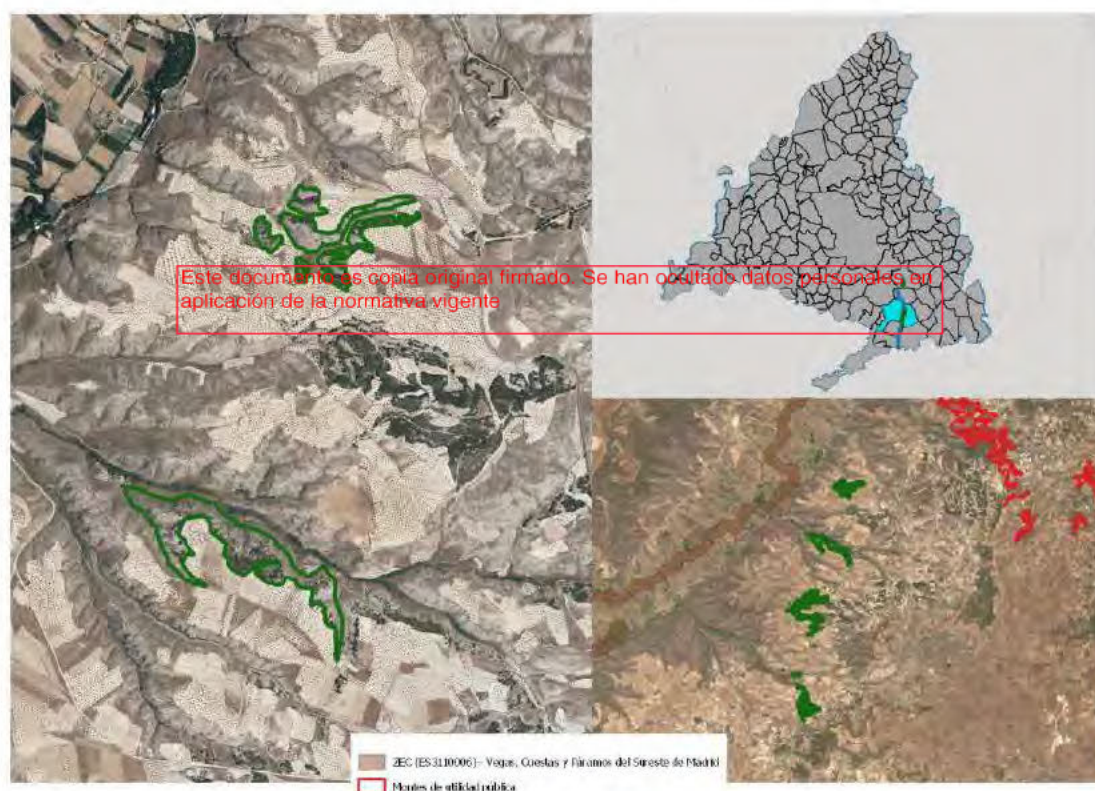 Este documento es copia original firmado. Se han ocultado datos personales en
aplicación de la normativa vigente
ZEC (ES3110006) - Vegas, Cuestas y Páramos del Sureste de Madrid
Montes de utilidad pública